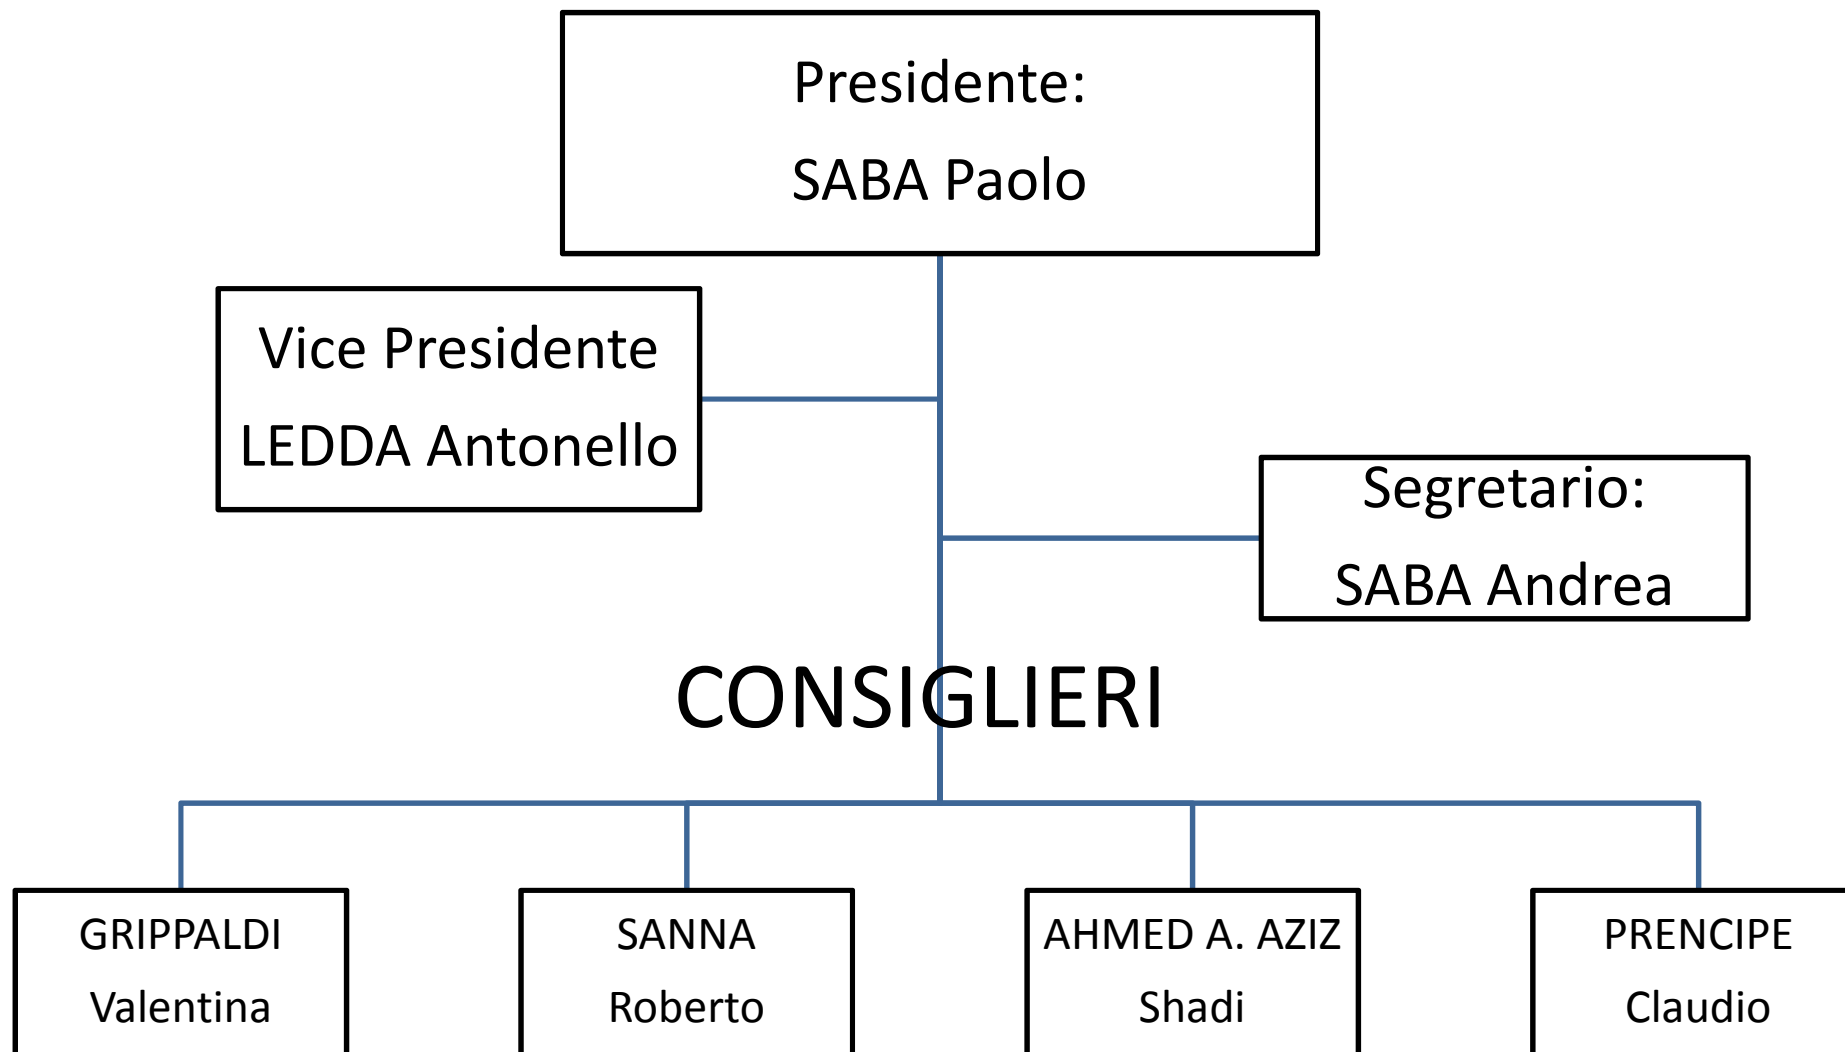 Presidente:
SABA Paolo
Vice Presidente
LEDDA Antonello
Segretario:
SABA Andrea
CONSIGLIERI
GRIPPALDI
Valentina
SANNA
Roberto
AHMED A. AZIZ
Shadi
PRENCIPE
Claudio